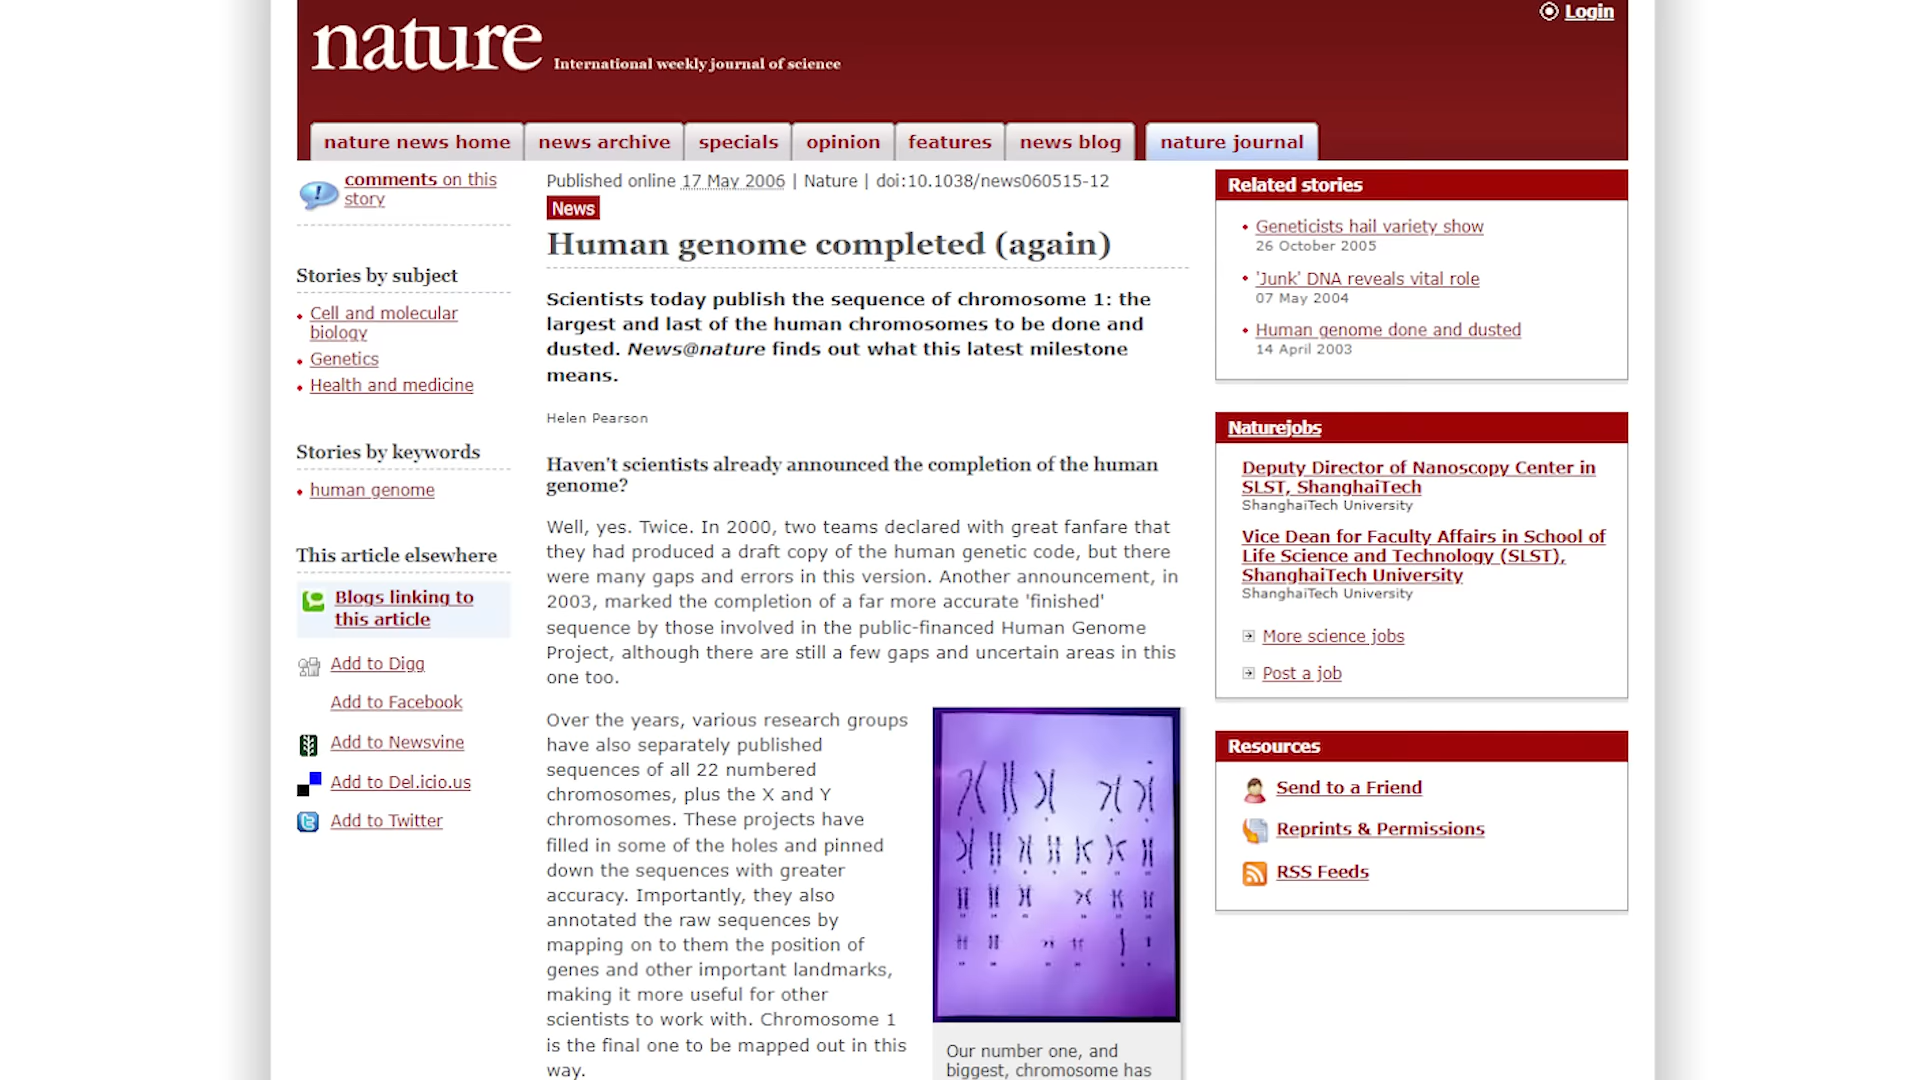 nature International weekly journal of science
Login
nature news home news archive specials opinion features news blog nature journal
comments on this
story
Stories by subject
Cell and molecular
biology
Genetics
Health and medicine
Stories by keywords
human genome
This article elsewhere
Blogs linking to
this article
Add to Digg
Add to Facebook
Add to Newsvine
Add to Del.icio.us
Add to Twitter
Published online 17 May 2006 | Nature | doi:10.1038/news060515-12
News
Human genome completed (again)
Scientists today publish the sequence of chromosome 1: the
largest and last of the human chromosomes to be done and
dusted. News@nature finds out what this latest milestone
means.
Helen Pearson
Haven't scientists already announced the completion of the human
genome?
Well, yes. Twice. In 2000, two teams declared with great fanfare that
they had produced a draft copy of the human genetic code, but there
were many gaps and errors in this version. Another announcement, in
2003, marked the completion of a far more accurate 'finished'
sequence by those involved in the public-financed Human Genome
Project, although there are still a few gaps and uncertain areas in this
one too.
Over the years, various research groups
have also separately published
sequences of all 22 numbered
chromosomes, plus the X and Y
chromosomes. These projects have
filled in some of the holes and pinned
down the sequences with greater
accuracy. Importantly, they also
annotated the raw sequences by
mapping on to them the position of
genes and other important landmarks,
making it more useful for other
scientists to work with. Chromosome 1
is the final one to be mapped out in this
way.
Our number one, and
biggest, chromosome has
Related stories
Geneticists hail variety show
26 October 2005
'Junk' DNA reveals vital role
07 May 2004
Human genome done and dusted
14 April 2003
Naturejobs
Deputy Director of Nanoscopy Center in
SLST, ShanghaiTech
ShanghaiTech University
Vice Dean for Faculty Affairs in School of
Life Science and Technology (SLST),
ShanghaiTech University
ShanghaiTech University
More science jobs
Post a job
Resources
Send to a Friend
Reprints & Permissions
RSS Feeds